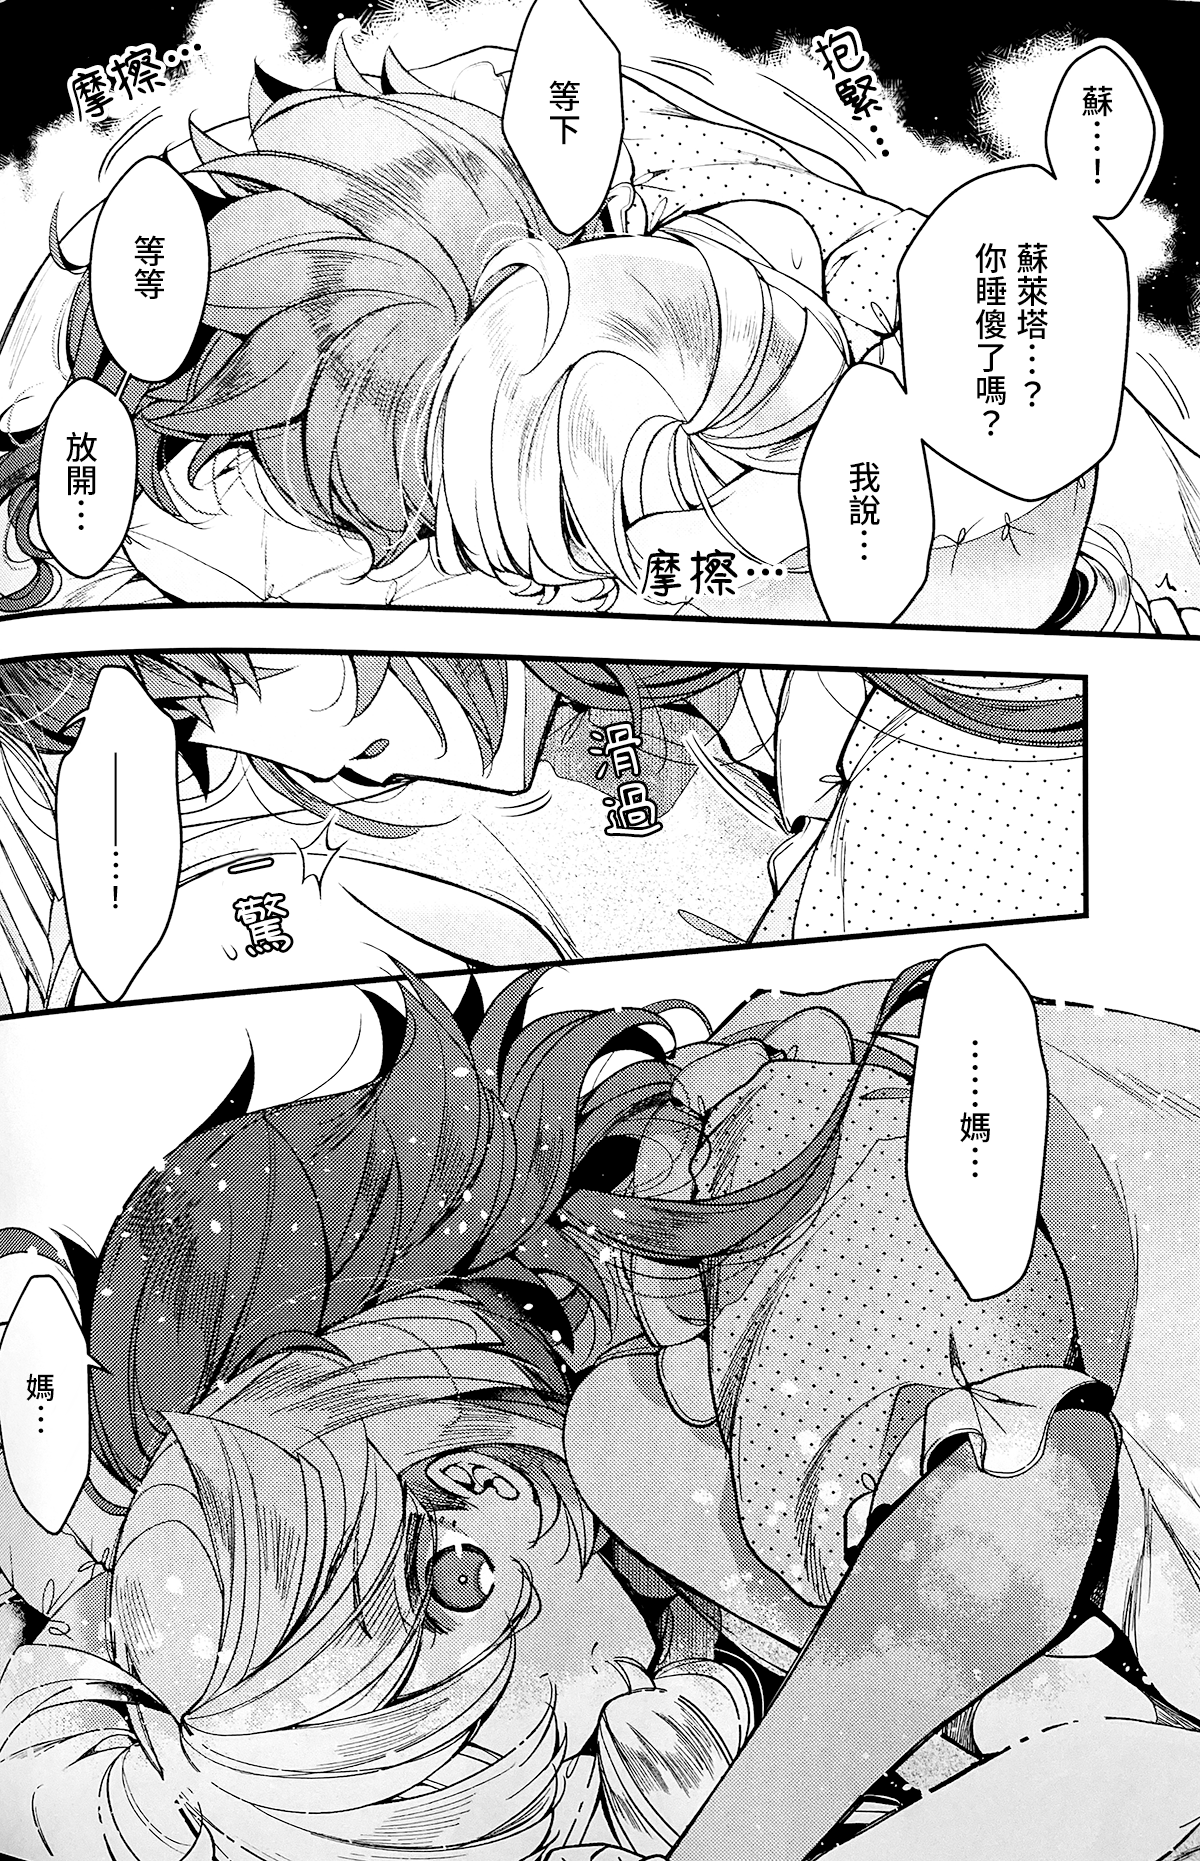 蘇…！
蘇萊塔…？
你睡傻了嗎？
抱緊…
我說…
等下
摩擦…
摩擦…
等等
放開…
滑過
一驚
——…！
………媽…
媽…